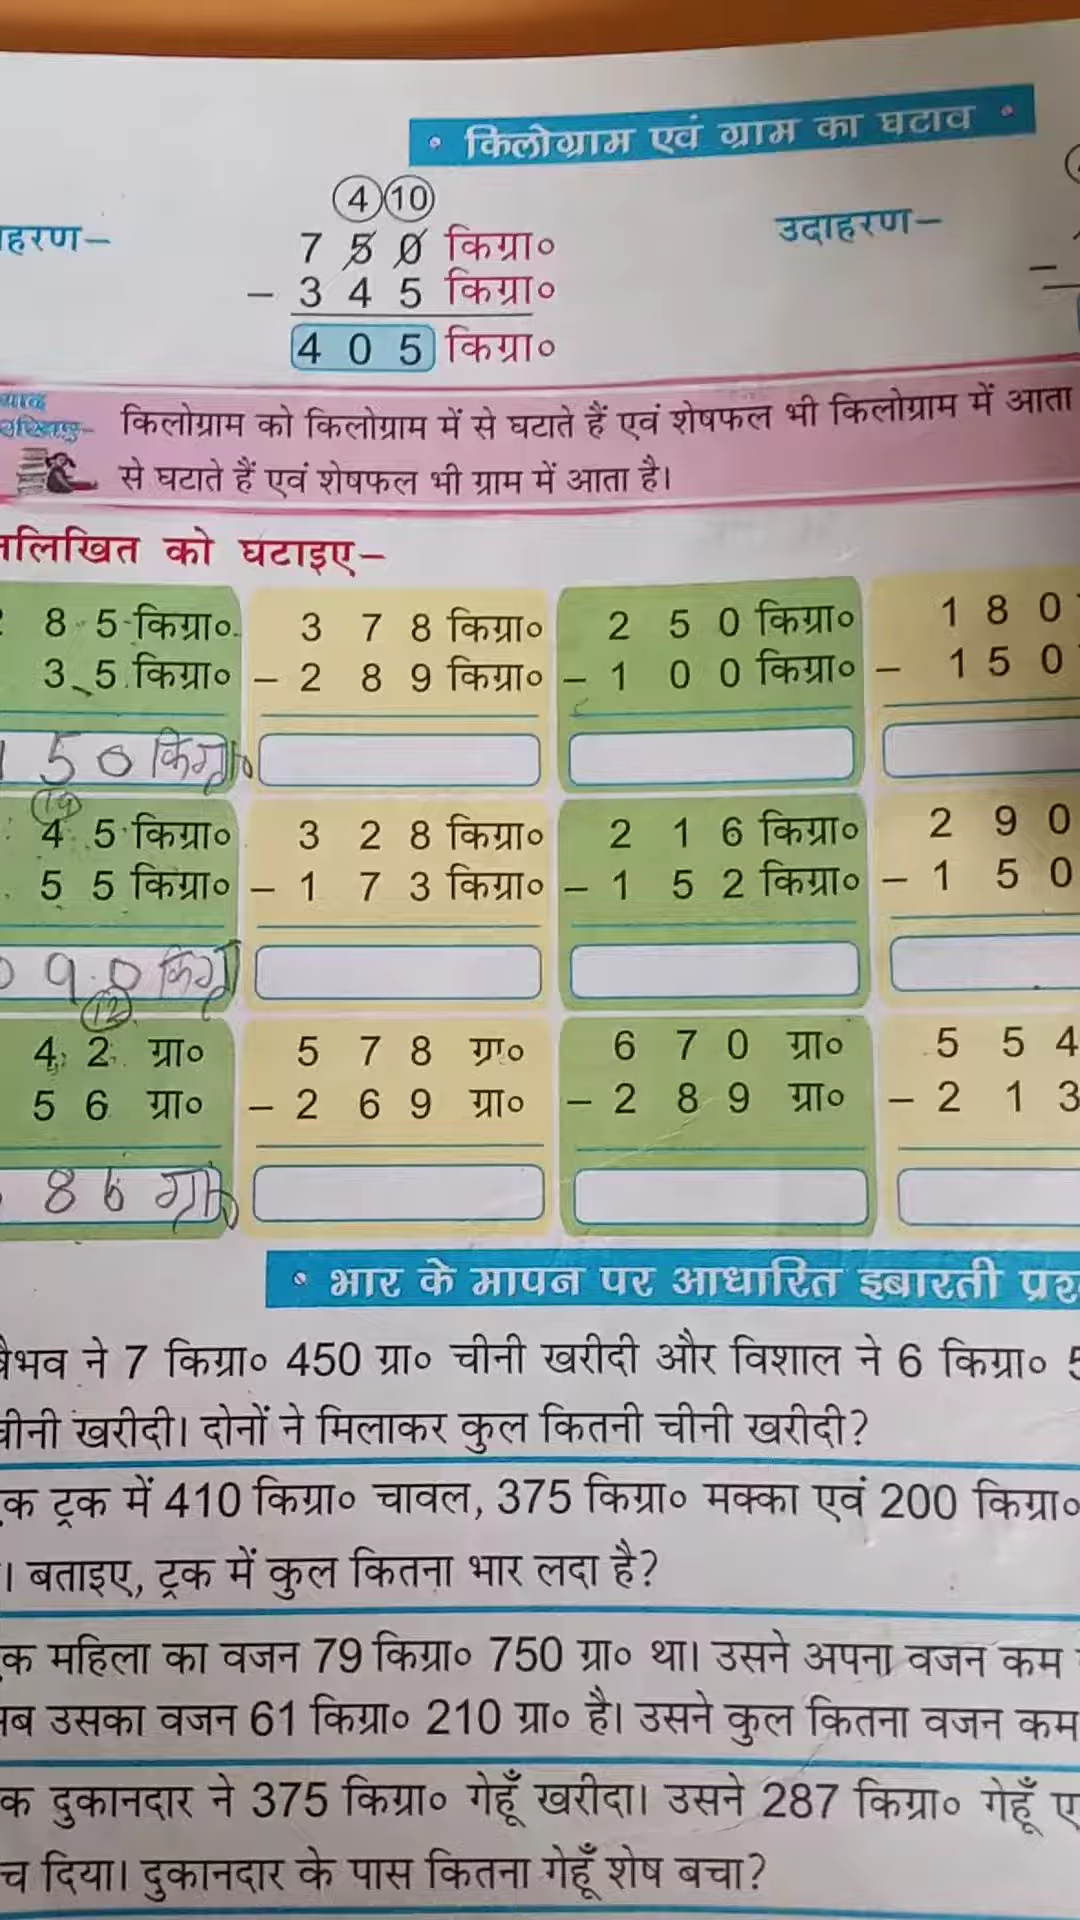 • किलोग्राम एवं ग्राम का घटाव •
हरण–
4 10
7 5 0 किग्रा०
– 3 4 5 किग्रा०
4 0 5 किग्रा०
उदाहरण–
–
किलोग्राम को किलोग्राम में से घटाते हैं एवं शेषफल भी किलोग्राम में आता
से घटाते हैं एवं शेषफल भी ग्राम में आता है।
लिखित को घटाइए–
8 5 किग्रा० 3 7 8 किग्रा० 2 5 0 किग्रा० 1 8 0
3 5 किग्रा० – 2 8 9 किग्रा० – 1 0 0 किग्रा० – 1 5 0
5 0 किग्रा०
4 5 किग्रा० 3 2 8 किग्रा० 2 1 6 किग्रा० 2 9 0
5 5 किग्रा० – 1 7 3 किग्रा० – 1 5 2 किग्रा० – 1 5 0
9 0
12
4 2 ग्रा० 5 7 8 ग्रा० 6 7 0 ग्रा० 5 5 4
5 6 ग्रा० – 2 6 9 ग्रा० – 2 8 9 ग्रा० – 2 1 3
8 6 ग्रा०
• भार के मापन पर आधारित इबारती
वैभव ने 7 किग्रा० 450 ग्रा० चीनी खरीदी और विशाल ने 6 किग्रा० 5
चीनी खरीदी। दोनों ने मिलाकर कुल कितनी चीनी खरीदी?
क ट्रक में 410 किग्रा० चावल, 375 किग्रा० मक्का एवं 200 किग्रा०
। बताइए, ट्रक में कुल कितना भार लदा है?
क महिला का वजन 79 किग्रा० 750 ग्रा० था। उसने अपना वजन कम
उसका वजन 61 किग्रा० 210 ग्रा० है। उसने कुल कितना वजन कम
क दुकानदार ने 375 किग्रा० गेहूँ खरीदा। उसने 287 किग्रा० गेहूँ ए
च दिया। दुकानदार के पास कितना गेहूँ शेष बचा?